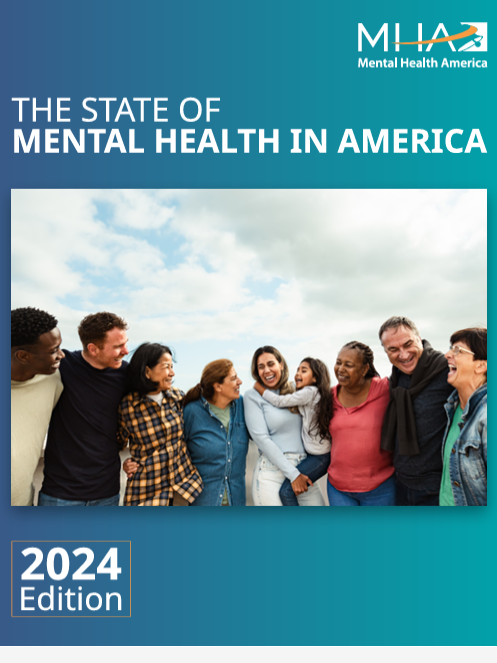 MHA
Mental Health America
THE STATE OF
MENTAL HEALTH IN AMERICA
2024
Edition